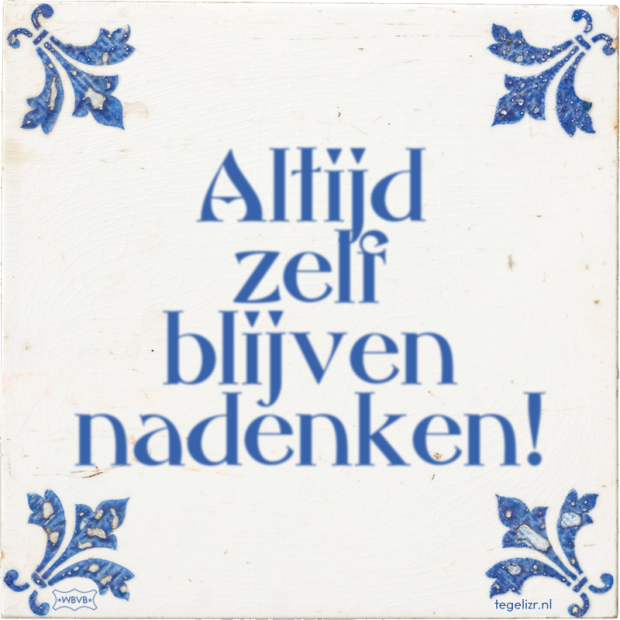 Altijd
zelf
blijven
nadenken!
*WBVB*
tegelizr.nl